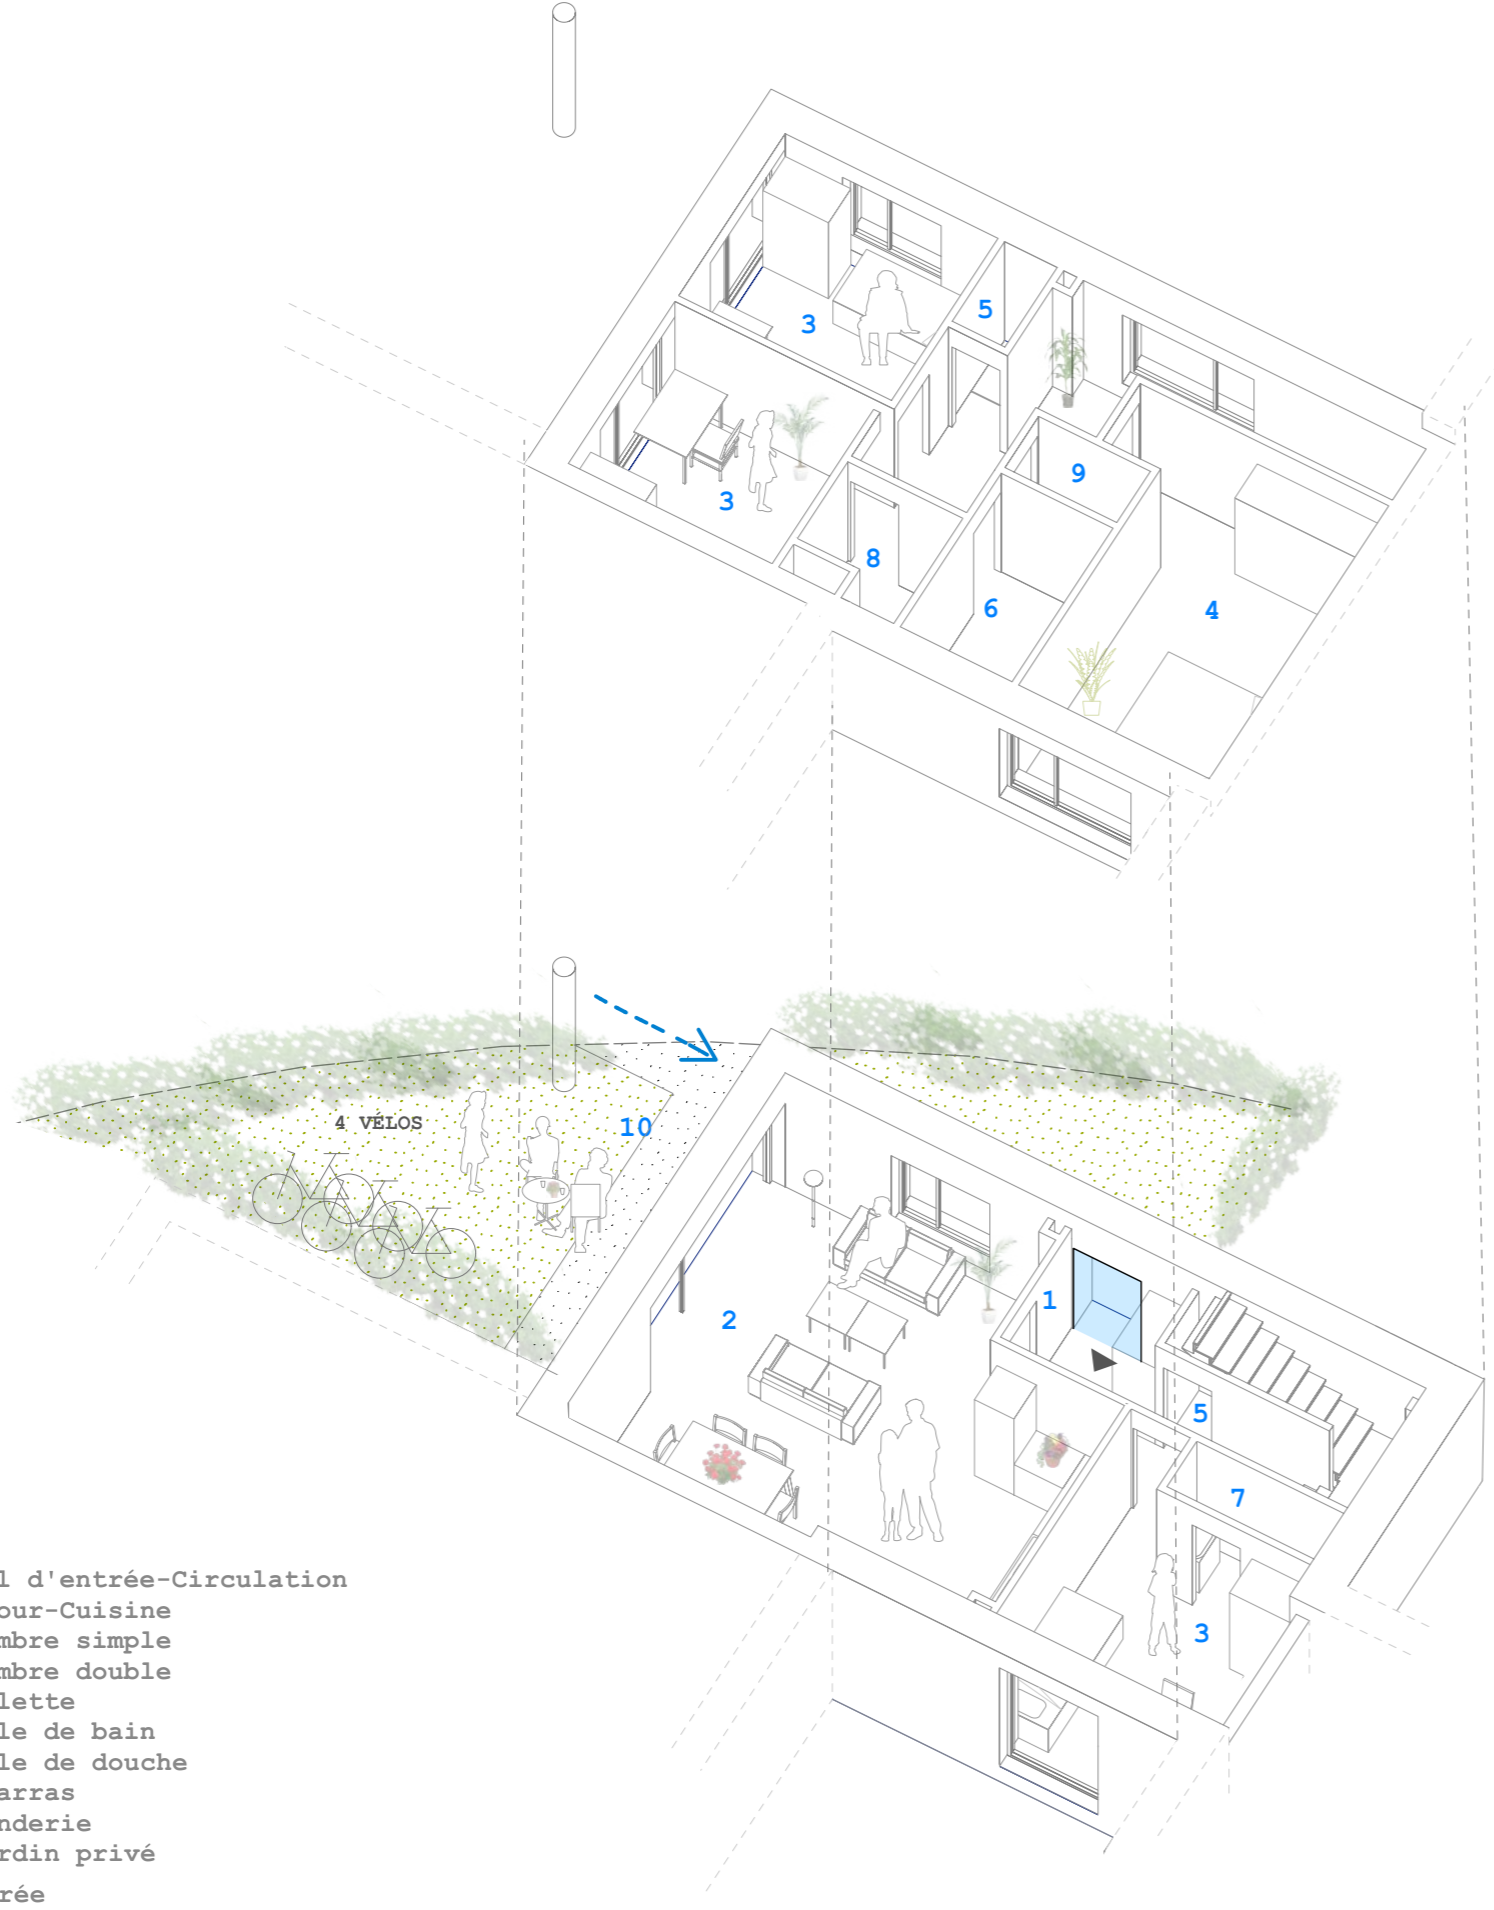 5
3
9
3
8
6
4
4 VÉLOS
10
1
2
5
7
3
l d'entrée-Circulation
our-Cuisine
mbre simple
mbre double
lette
le de bain
le de douche
arras
nderie
rdin privé
rée